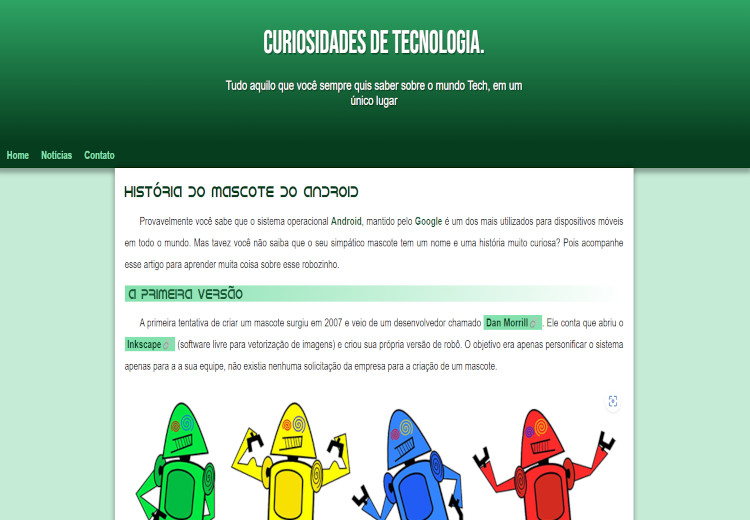 CURIOSIDADES DE TECNOLOGIA.
Tudo aquilo que você sempre quis saber sobre o mundo Tech, em um
único lugar
Home Notícias Contato
História do Mascote do Android
Provavelmente você sabe que o sistema operacional Android, mantido pelo Google é um dos mais utilizados para dispositivos móveis
em todo o mundo. Mas tavez você não saiba que o seu simpático mascote tem um nome e uma história muito curiosa? Pois acompanhe
esse artigo para aprender muita coisa sobre esse robozinho.
A primeira versão
A primeira tentativa de criar um mascote surgiu em 2007 e veio de um desenvolvedor chamado Dan Morrill. Ele conta que abriu o
Inkscape (software livre para vetorização de imagens) e criou sua própria versão de robô. O objetivo era apenas personificar o sistema
apenas para a a sua equipe, não existia nenhuma solicitação da empresa para a criação de um mascote.